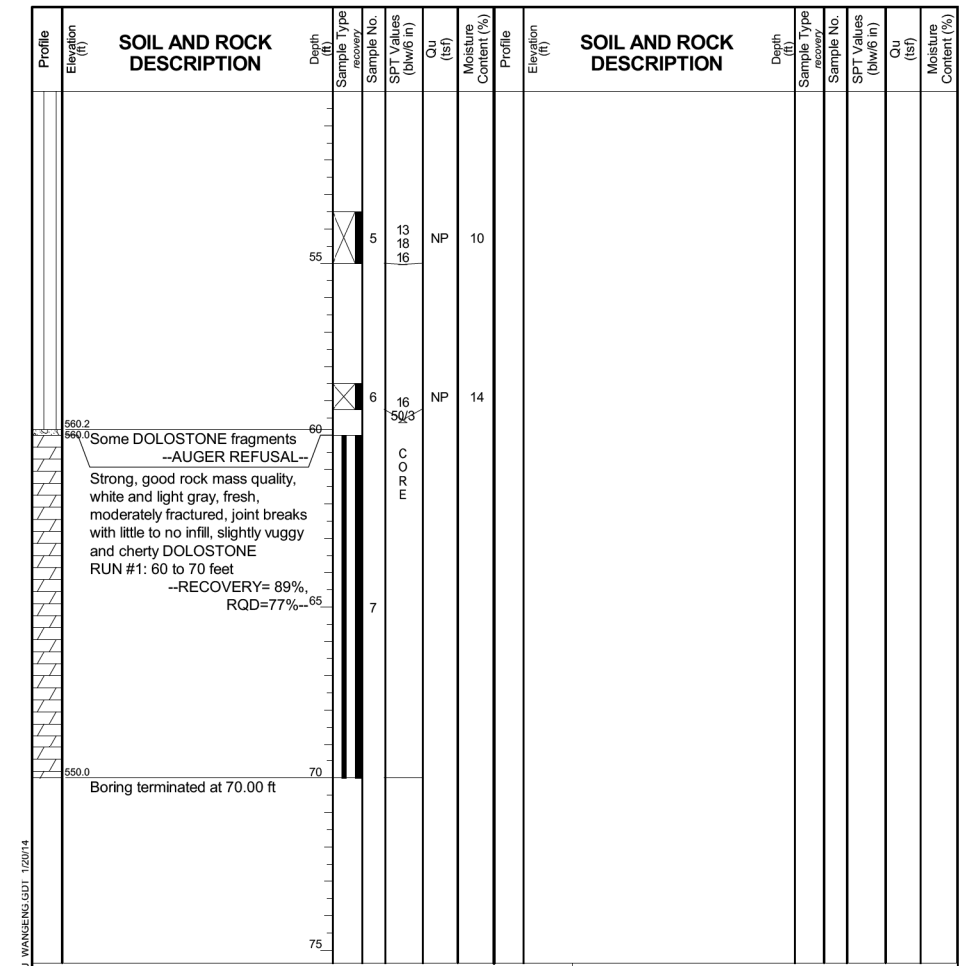 Profile
Elevation
(ft)
SOIL AND ROCK
DESCRIPTION
Depth
(ft)
Sample Type
recovery
Sample No.
SPT Values
(blw/6 in)
Qu
(tsf)
Moisture
Content (%)
Profile
Elevation
(ft)
SOIL AND ROCK
DESCRIPTION
Depth
(ft)
Sample Type
recovery
Sample No.
SPT Values
(blw/6 in)
Qu
(tsf)
Moisture
Content (%)
5
13
18
16
NP
10
55
6
16
50/3
NP
14
560.2
60
560.0
Some DOLOSTONE fragments
--AUGER REFUSAL--
C
O
R
E
Strong, good rock mass quality,
white and light gray, fresh,
moderately fractured, joint breaks
with little to no infill, slightly vuggy
and cherty DOLOSTONE
RUN #1: 60 to 70 feet
--RECOVERY= 89%,
RQD=77%--
65
7
550.0
70
Boring terminated at 70.00 ft
75
WANGENG.GDT 1/20/14